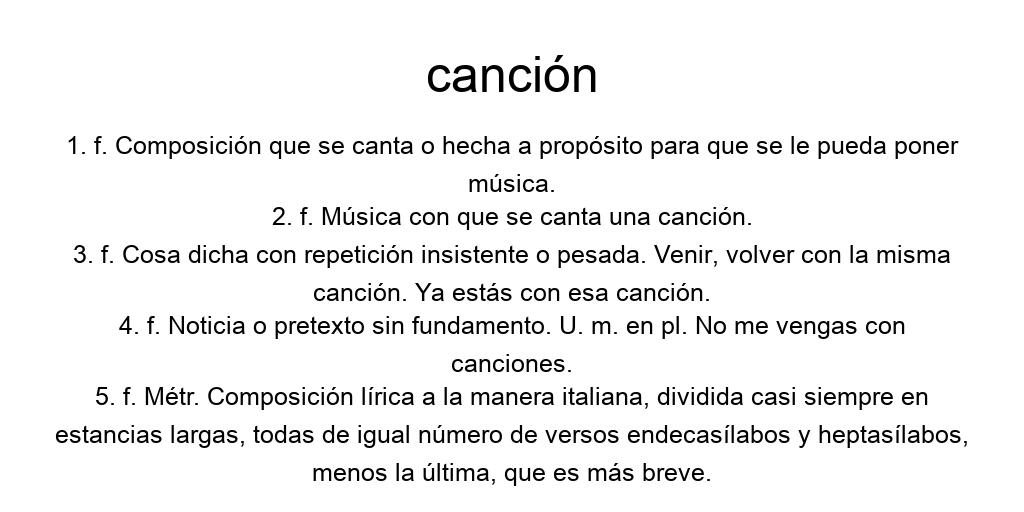 canción
1. f. Composición que se canta o hecha a propósito para que se le pueda poner
música.
2. f. Música con que se canta una canción.
3. f. Cosa dicha con repetición insistente o pesada. Venir, volver con la misma
canción. Ya estás con esa canción.
4. f. Noticia o pretexto sin fundamento. U. m. en pl. No me vengas con
canciones.
5. f. Métr. Composición lírica a la manera italiana, dividida casi siempre en
estancias largas, todas de igual número de versos endecasílabos y heptasílabos,
menos la última, que es más breve.